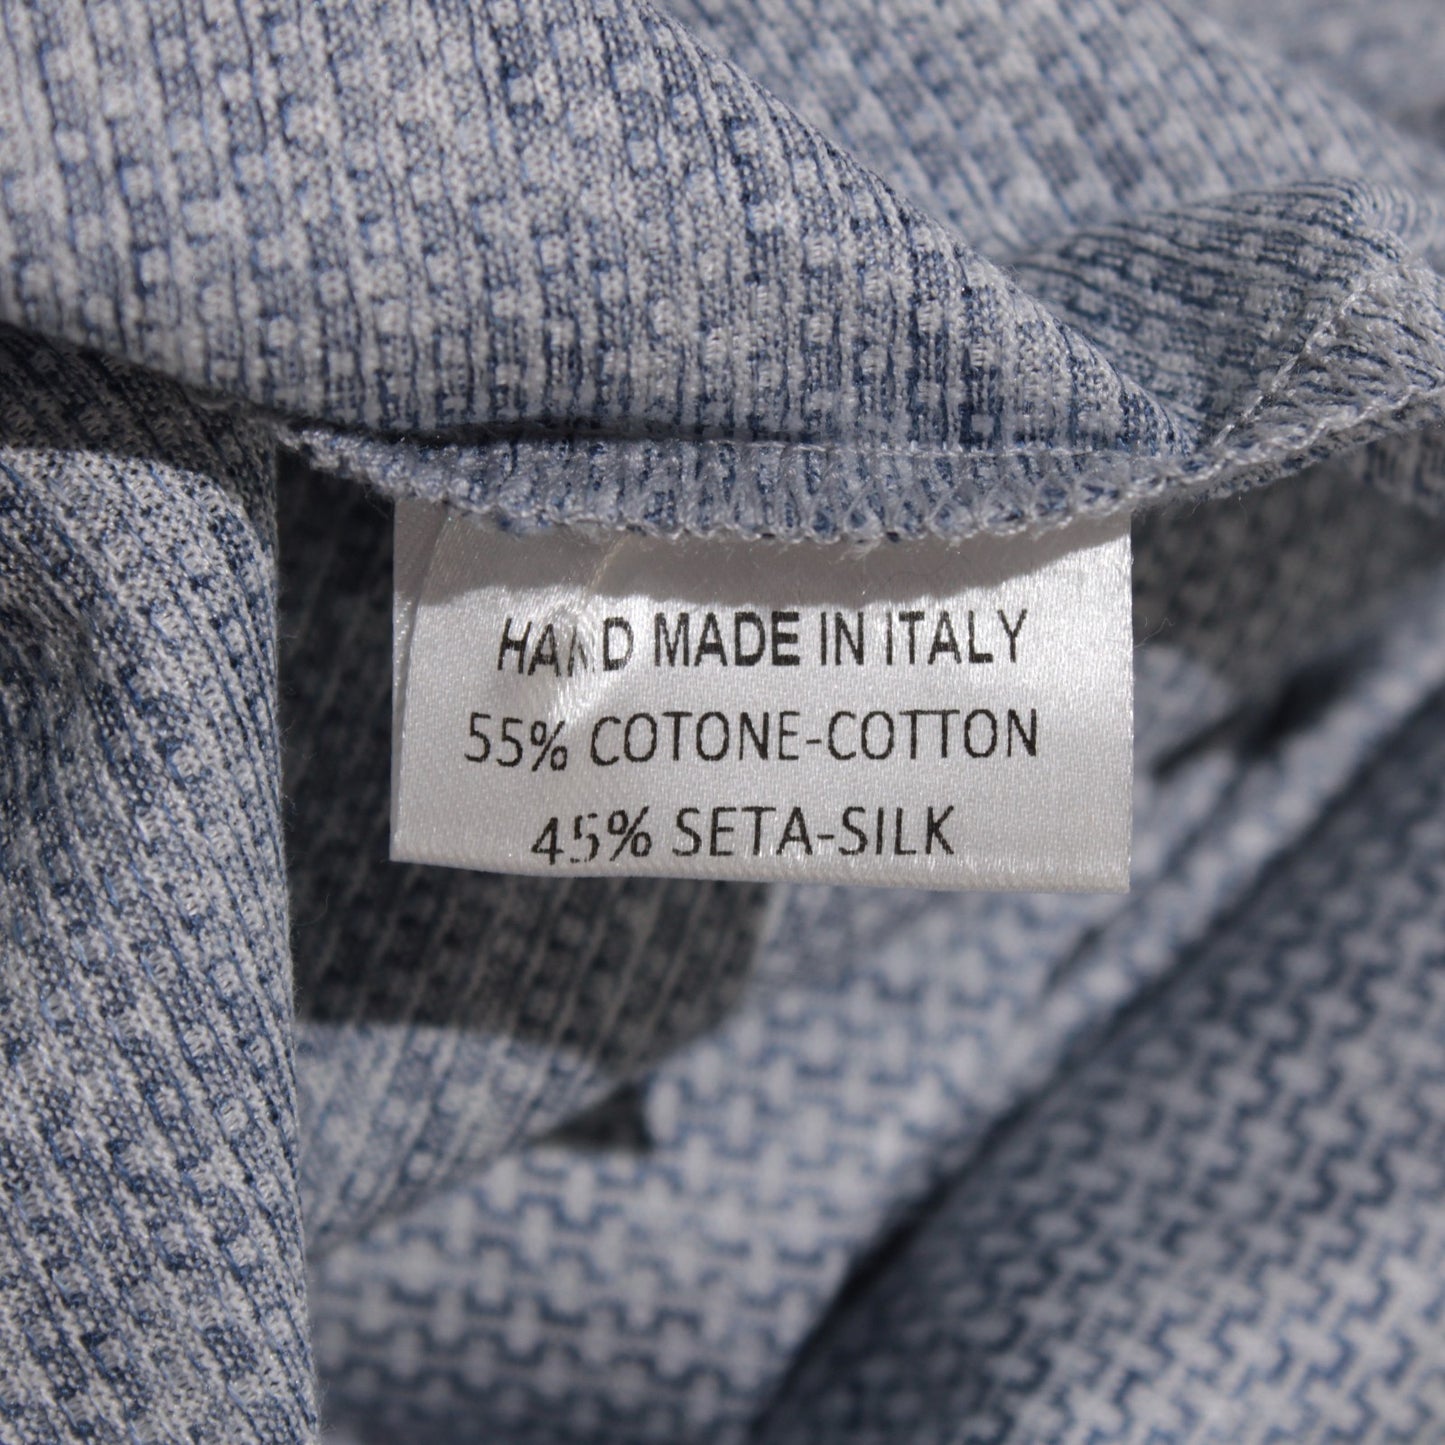 HAND MADE IN ITALY
55% COTONE-COTTON
45% SETA-SILK